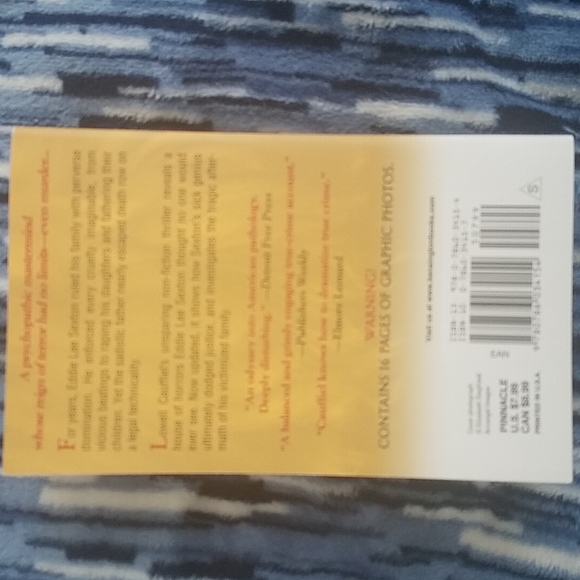 A psychopathic mastermind
whose reign of terror had no limits—even murder...
For years, Eddie Lee Sexton ruled his family with perverse
domination. He enforced every cruelty imaginable, from
vicious beatings to raping his daughters and fathering their
children. Yet the sadistic father nearly escaped death row on
a legal technicality.
Lowell Cauffiel's unsparing non-fiction thriller reveals a
house of horrors Eddie Lee Sexton thought no one would
ever see. Now updated, it shows how Sexton's sick genius
ultimately dodged justice, and investigates the tragic after-
math of his victimized family.
"An odyssey into American pathology.
Deeply disturbing." —Detroit Free Press
"A balanced and grimly engaging true-crime account."
—Publishers Weekly
"Cauffiel knows how to dramatize true crime."
—Elmore Leonard
WARNING!
CONTAINS 16 PAGES OF GRAPHIC PHOTOS.
Visit us at www.kensingtonbooks.com
Cover photograph
PINNACLE
U.S. $7.99
CAN $8.99
PRINTED IN U.S.A.
EAN
S